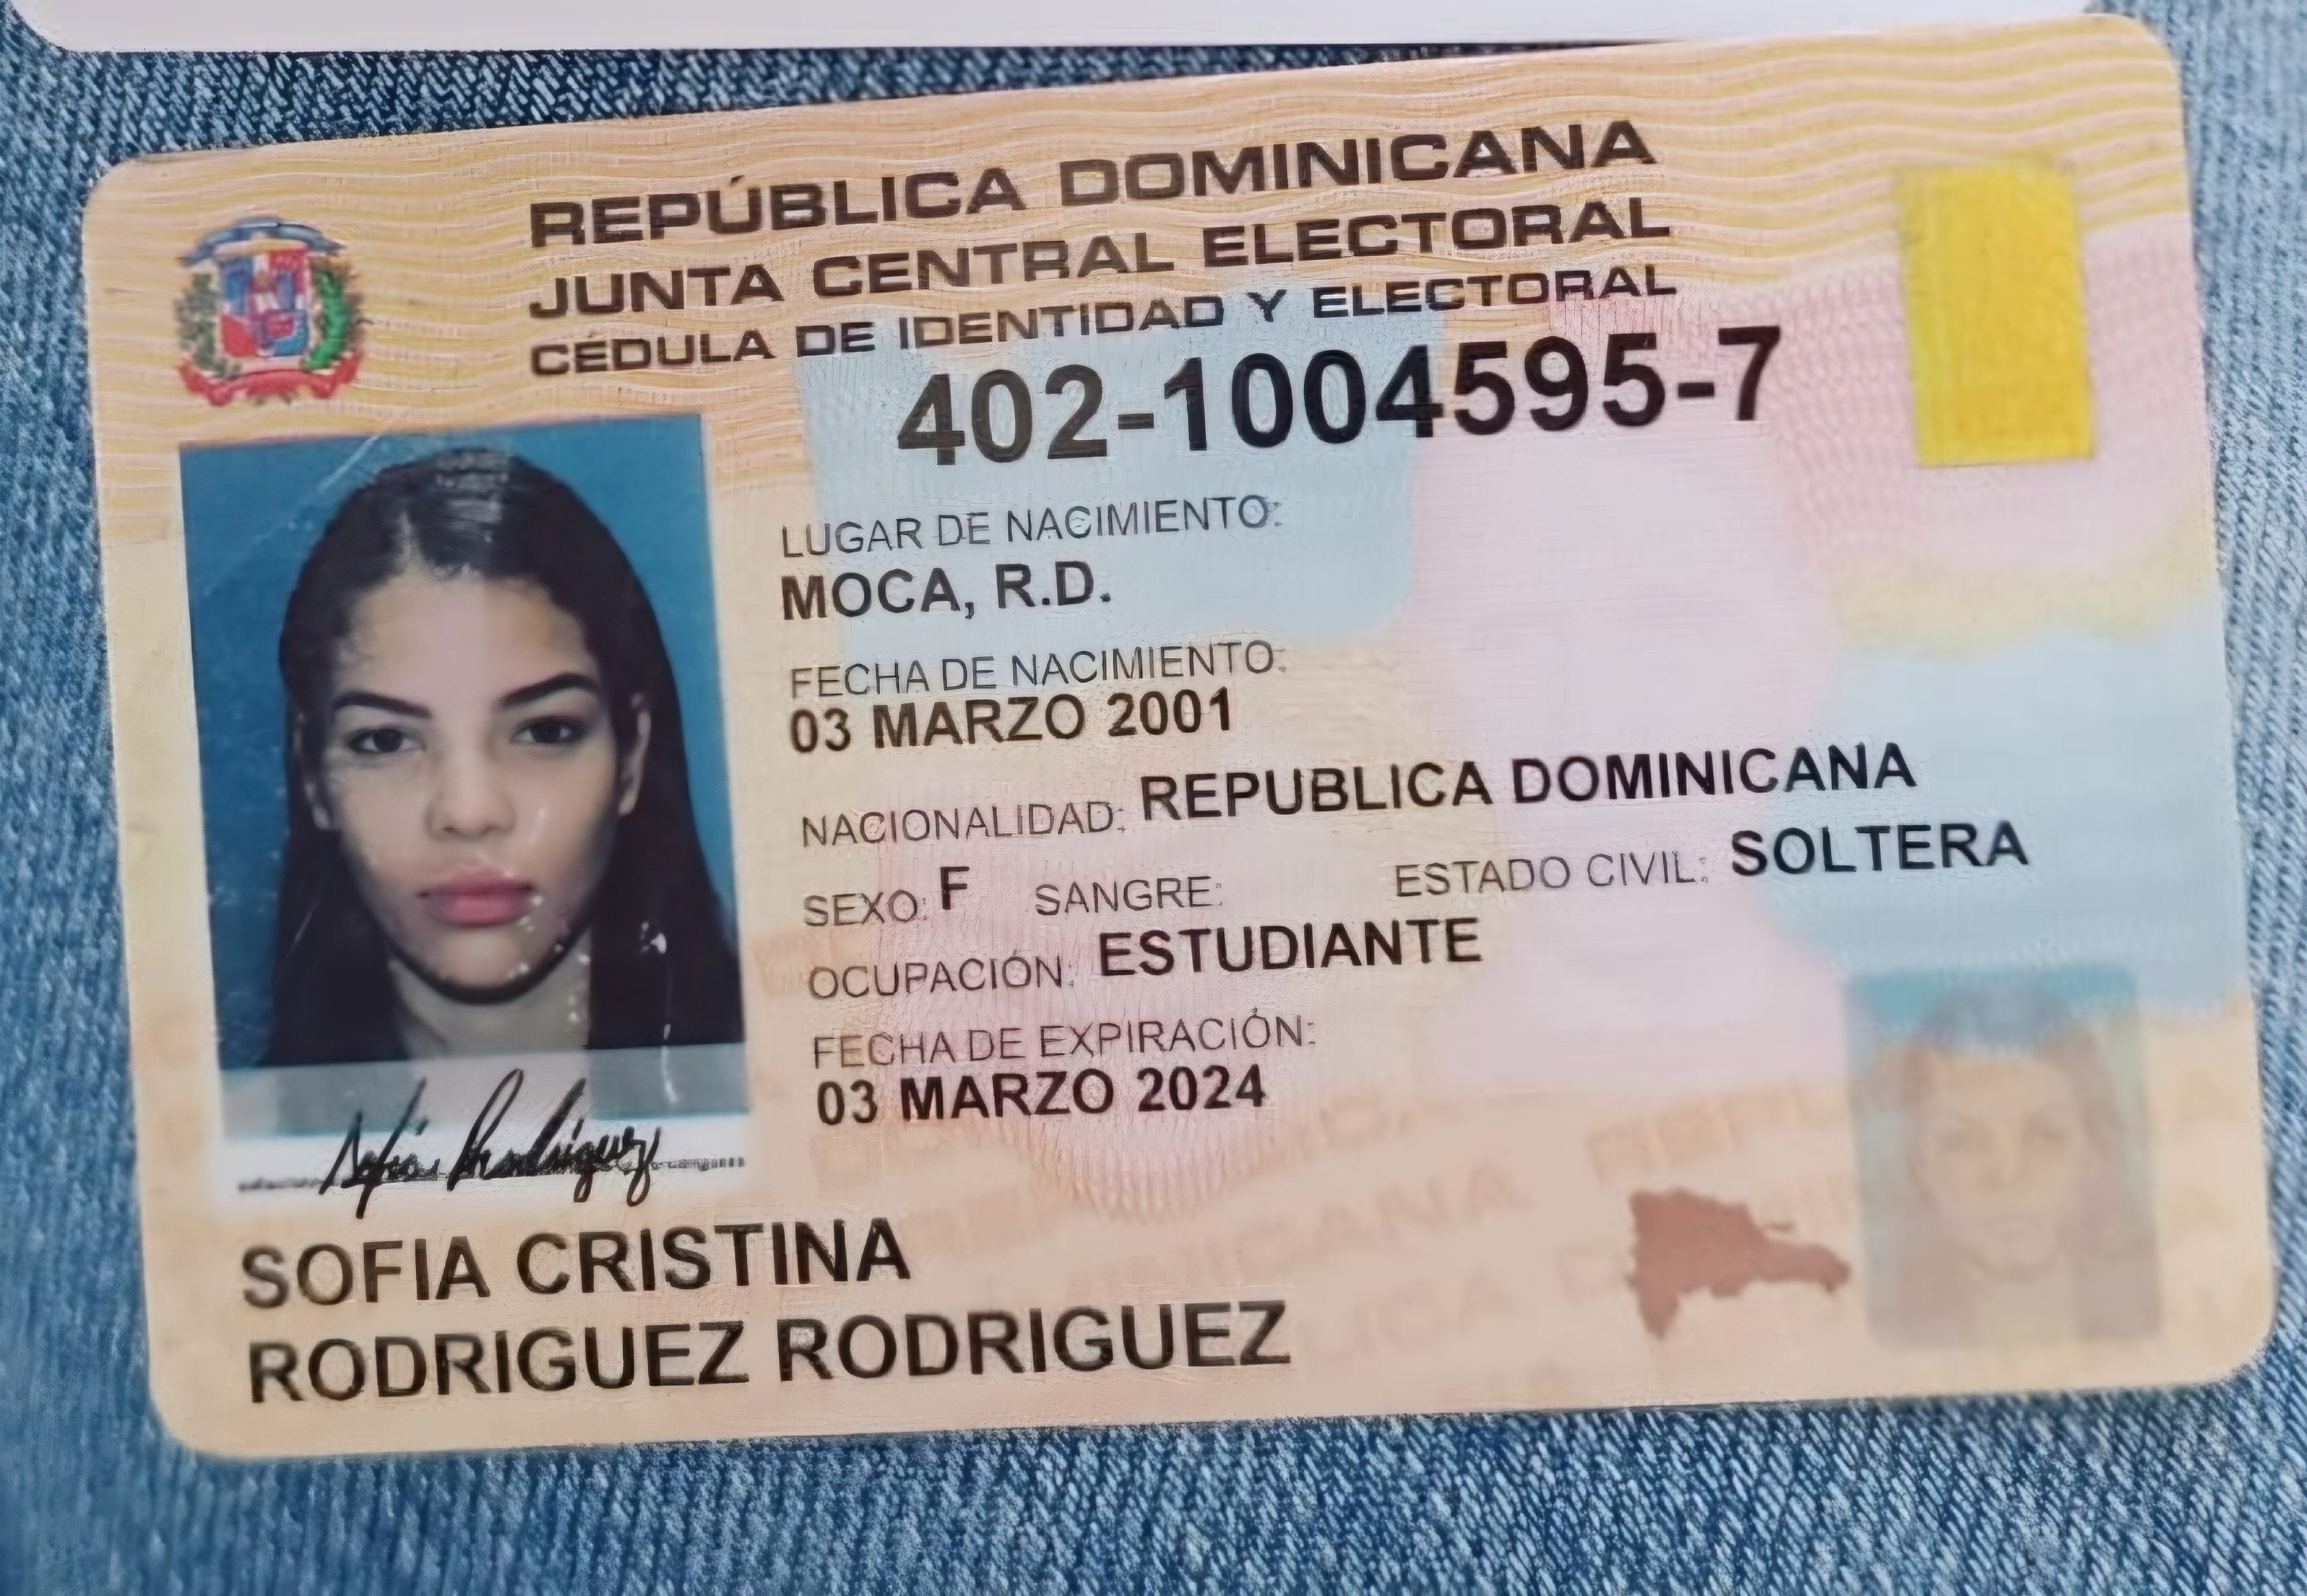 REPÚBLICA DOMINICANA
JUNTA CENTRAL ELECTORAL
CÉDULA DE IDENTIDAD Y ELECTORAL
402-1004595-7
LUGAR DE NACIMIENTO:
MOCA, R.D.
FECHA DE NACIMIENTO:
03 MARZO 2001
NACIONALIDAD: REPUBLICA DOMINICANA
SEXO: F SANGRE: ESTADO CIVIL: SOLTERA
OCUPACIÓN: ESTUDIANTE
FECHA DE EXPIRACIÓN:
03 MARZO 2024
Sofia Rodriguez
SOFIA CRISTINA
RODRIGUEZ RODRIGUEZ